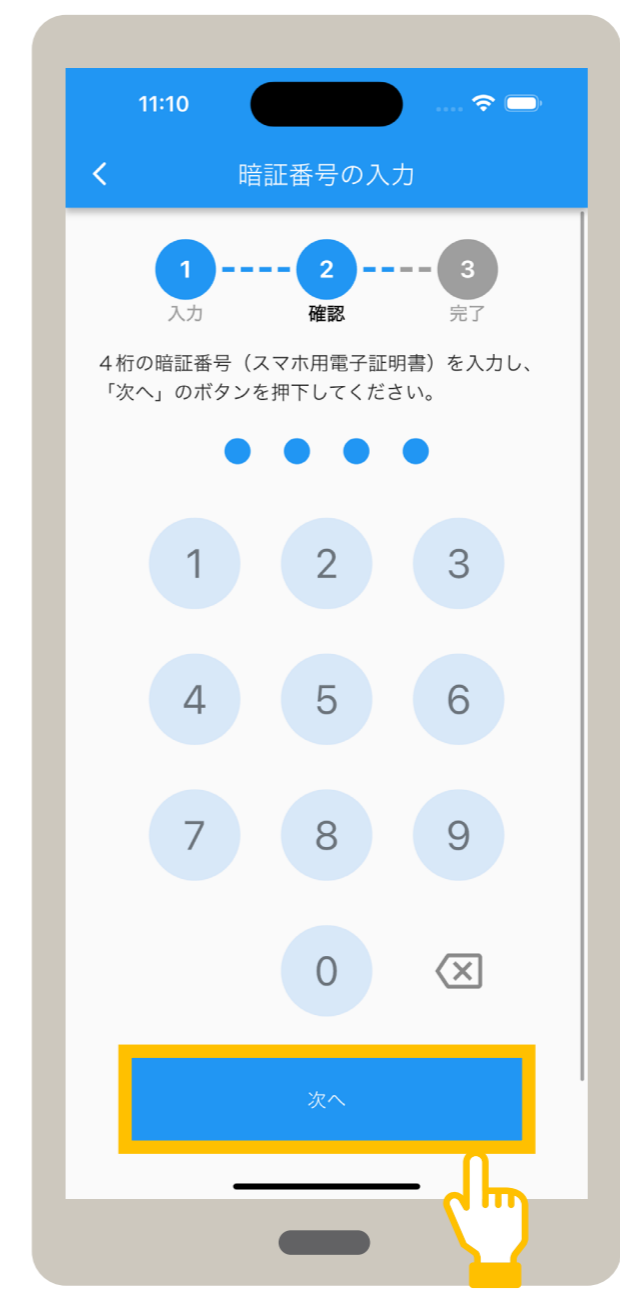 11:10
暗証番号の入力
1 2 3
入力 確認 完了
4桁の暗証番号（スマホ用電子証明書）を入力し、
「次へ」のボタンを押下してください。
1 2 3
4 5 6
7 8 9
0
次へ